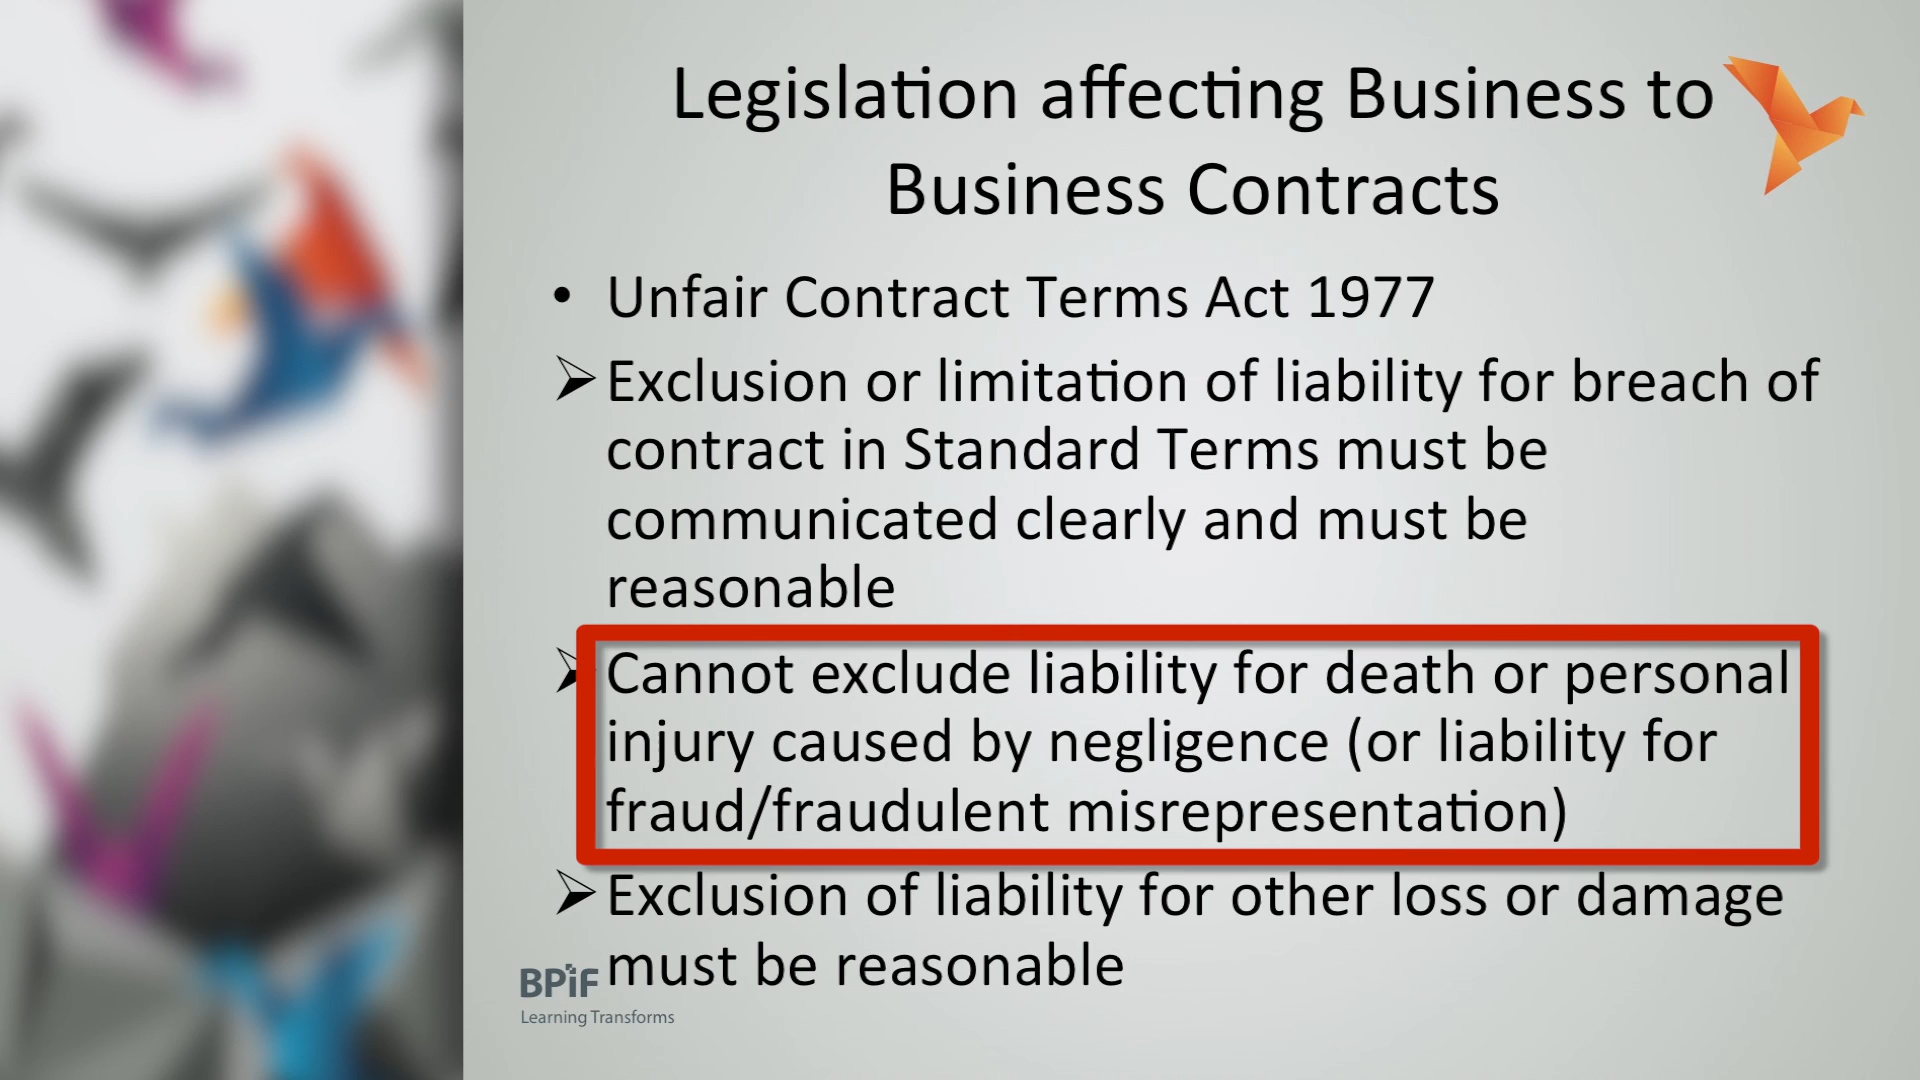 Legislation affecting Business to
Business Contracts
• Unfair Contract Terms Act 1977
➢ Exclusion or limitation of liability for breach of
contract in Standard Terms must be
communicated clearly and must be
reasonable
➢ Cannot exclude liability for death or personal
injury caused by negligence (or liability for
fraud/fraudulent misrepresentation)
➢ Exclusion of liability for other loss or damage
must be reasonable
BPiF
Learning Transforms